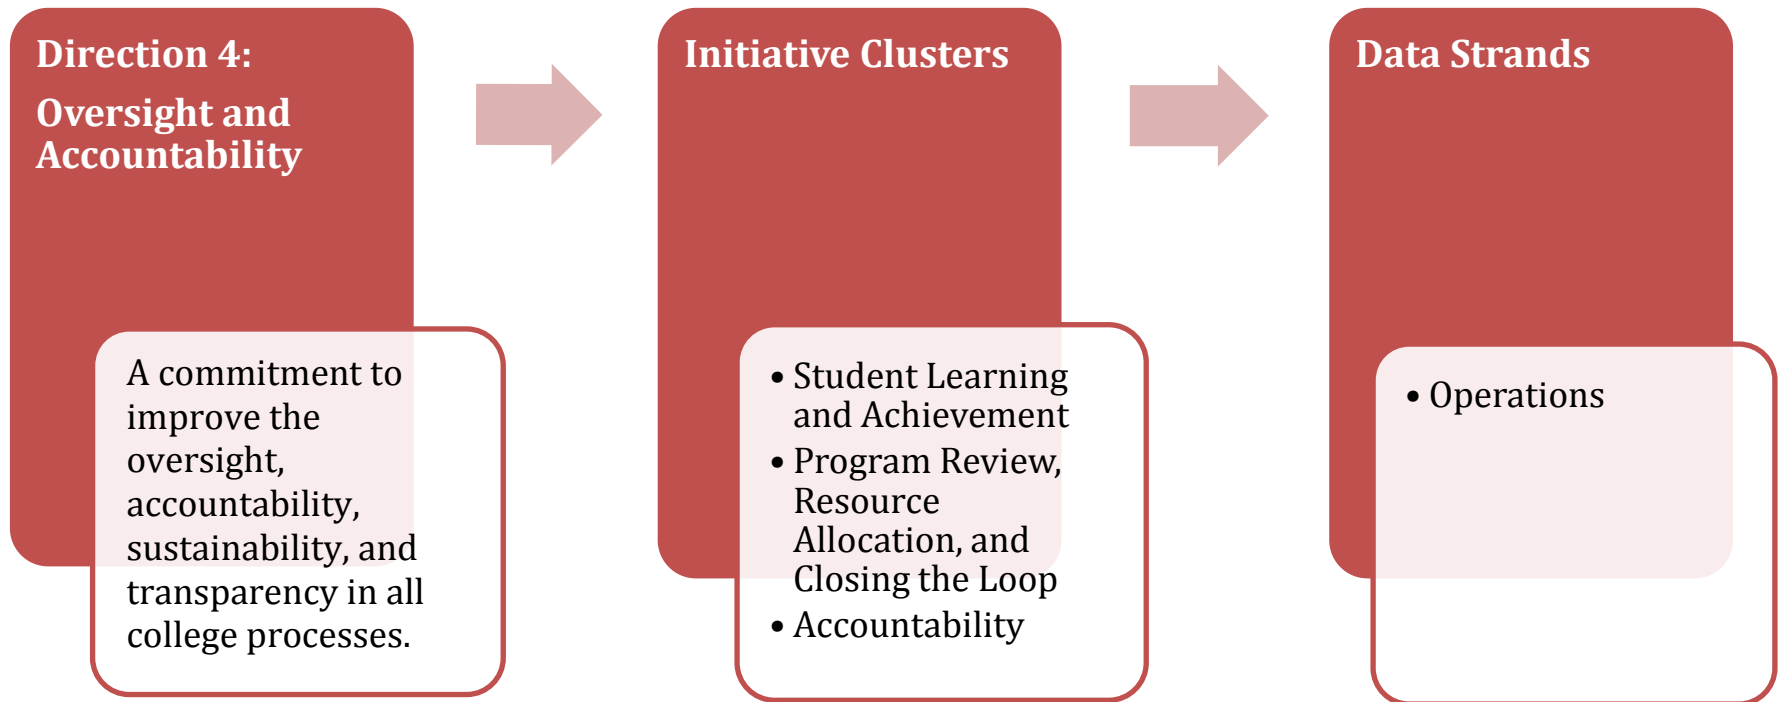 Direction 4:
Oversight and
Accountability
A commitment to
improve the
oversight,
accountability,
sustainability, and
transparency in all
college processes.
Initiative Clusters
• Student Learning
and Achievement
• Program Review,
Resource
Allocation, and
Closing the Loop
• Accountability
Data Strands
• Operations